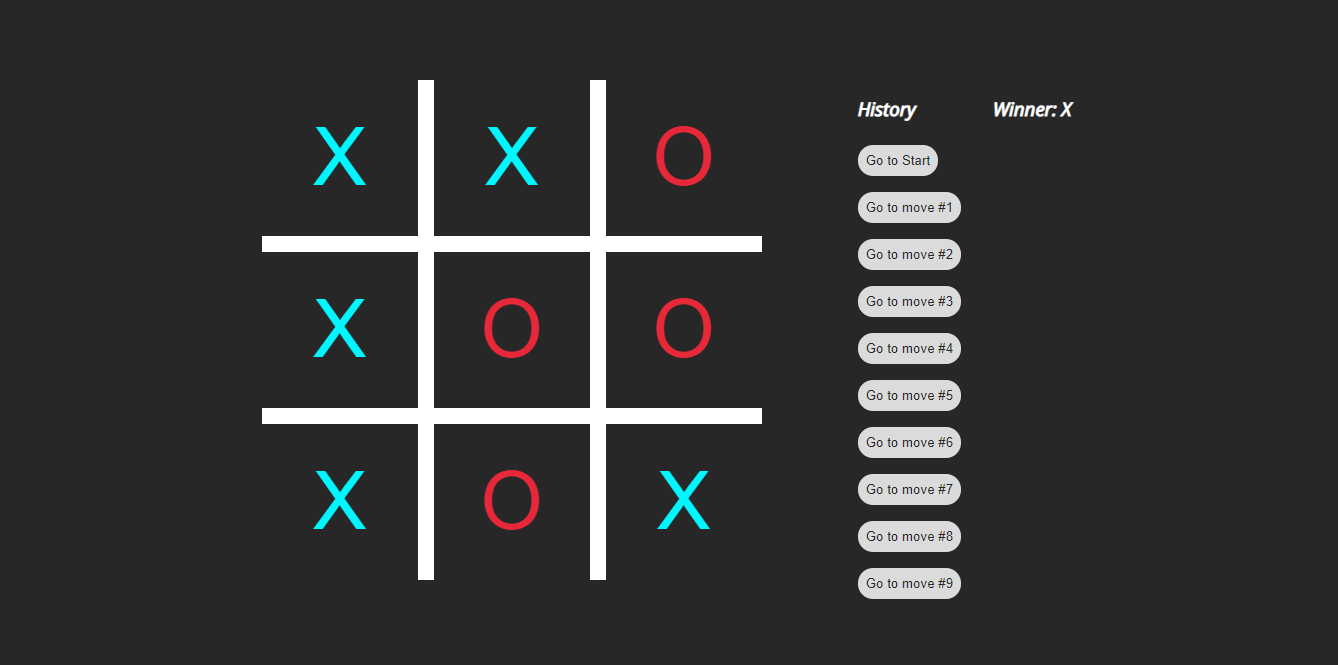 X X O
X O O
X O X
History
Winner: X
Go to Start
Go to move #1
Go to move #2
Go to move #3
Go to move #4
Go to move #5
Go to move #6
Go to move #7
Go to move #8
Go to move #9